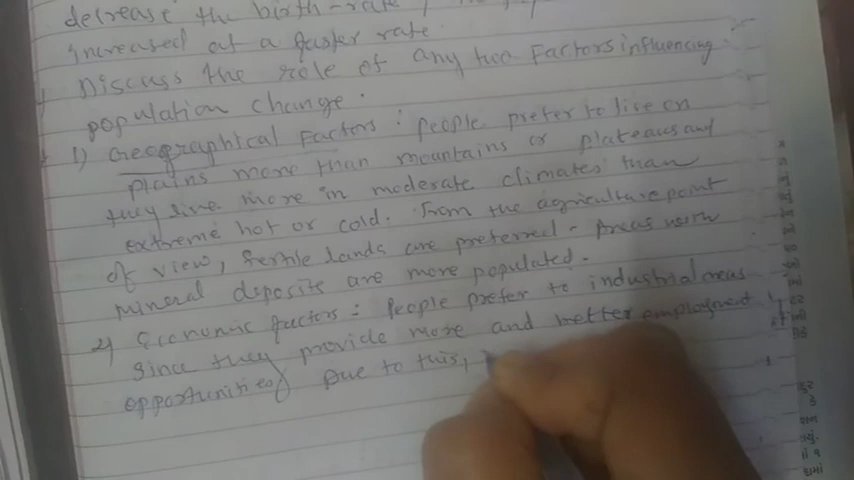 decrease the birth-rate,
increased at a faster rate.
Discuss the role of any two Factors influencing
population change.
1) Geographical Factors : people prefer to live on
plains more than mountains or plateaus and
they live more in moderate climates than
extreme hot or cold. From the agriculture point
of view, fertile lands are preferred - Areas with
mineral deposite are more populated.
2) Economic factors : People prefer to industrial areas
since they provide more and better employment
opportunities Due to this,